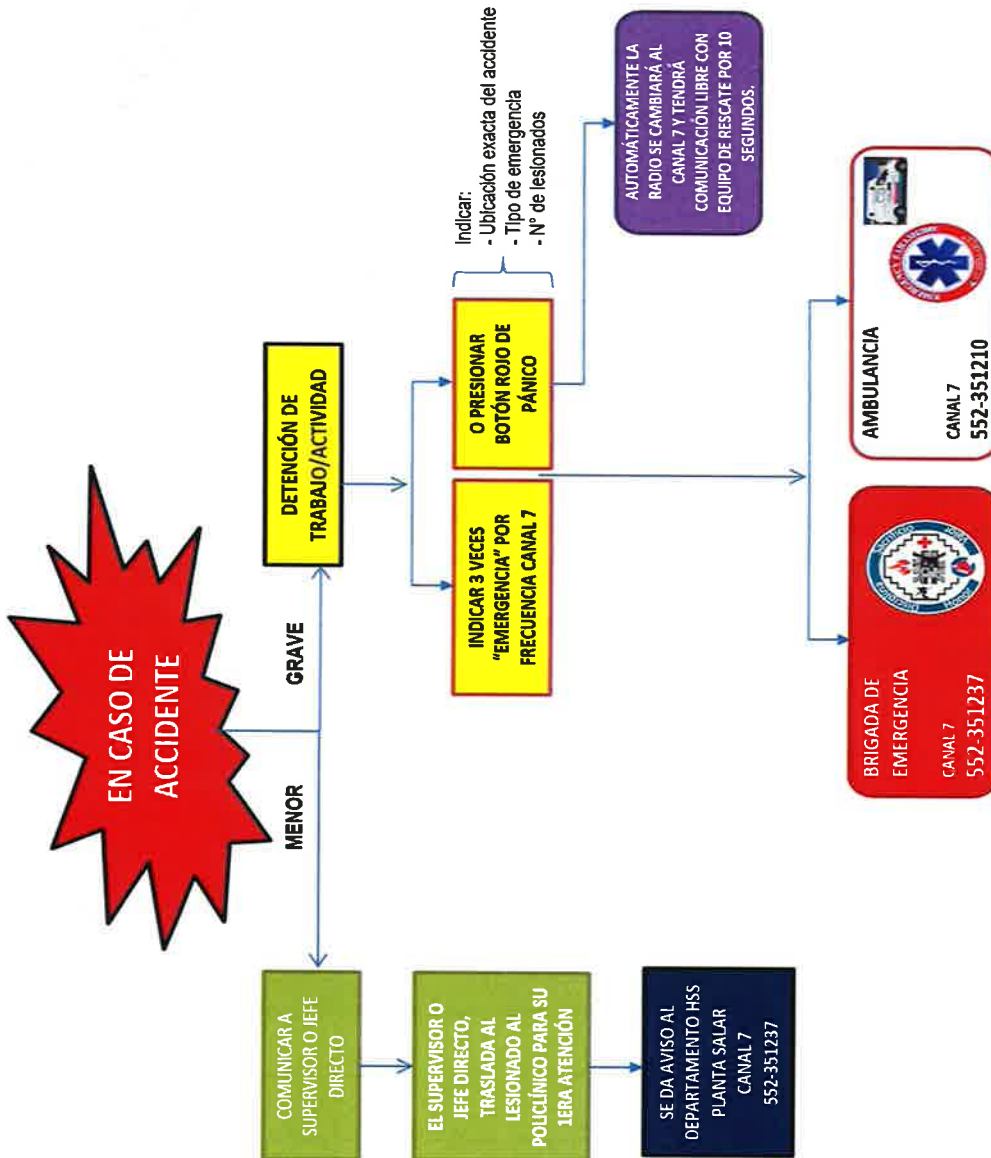 EN CASO DE
ACCIDENTE
MENOR
GRAVE
COMUNICAR A
SUPERVISOR O JEFE
DIRECTO
EL SUPERVISOR O
JEFE DIRECTO,
TRASLADA AL
LESIONADO AL
POLICLÍNICO PARA SU
1ERA ATENCIÓN
SE DA AVISO AL
DEPARTAMENTO HSS
PLANTA SALAR
CANAL 7
552-351237
DETENCIÓN DE
TRABAJO/ACTIVIDAD
INDICAR 3 VECES
"EMERGENCIA" POR
FRECUENCIA CANAL 7
O PRESIONAR
BOTÓN ROJO DE
PÁNICO
Indicar:
- Ubicación exacta del accidente
- Tipo de emergencia
- N° de lesionados
AUTOMÁTICAMENTE LA
RADIO SE CAMBIARÁ AL
CANAL 7 Y TENDRÁ
COMUNICACIÓN LIBRE CON
EQUIPO DE RESCATE POR 10
SEGUNDOS.
BRIGADA DE
EMERGENCIA
CANAL 7
552-351237
Disciplina
Sacrificio
Honor
AMBULANCIA
CANAL 7
552-351210